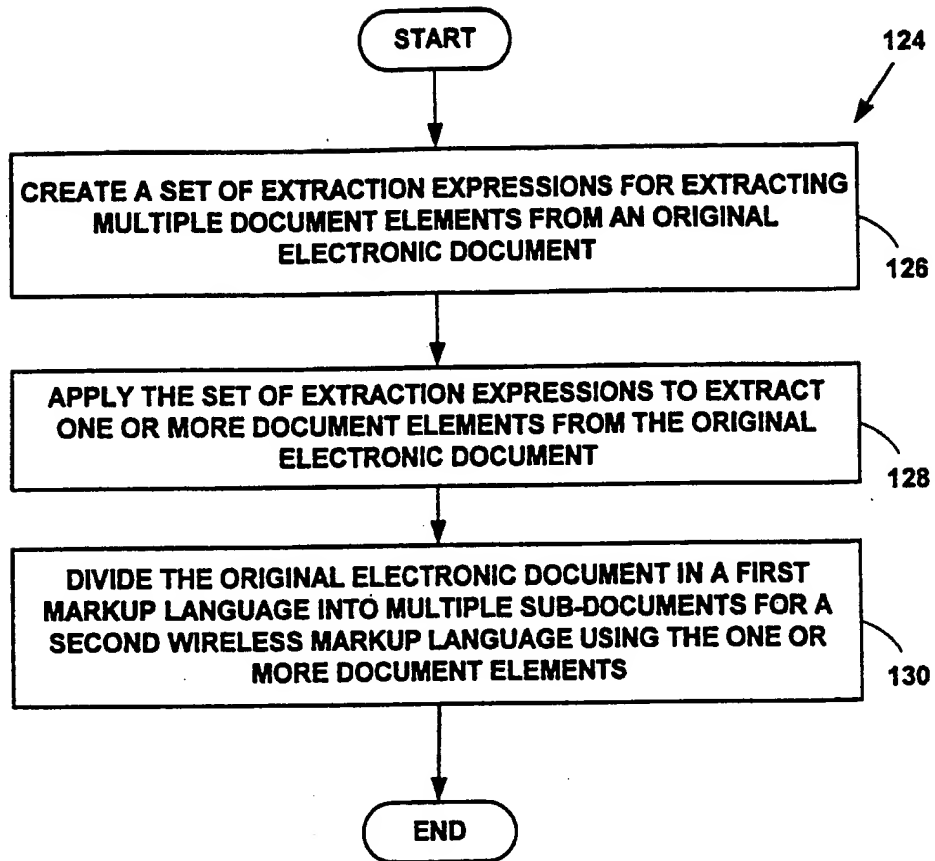 START
124
CREATE A SET OF EXTRACTION EXPRESSIONS FOR EXTRACTING
MULTIPLE DOCUMENT ELEMENTS FROM AN ORIGINAL
ELECTRONIC DOCUMENT
126
APPLY THE SET OF EXTRACTION EXPRESSIONS TO EXTRACT
ONE OR MORE DOCUMENT ELEMENTS FROM THE ORIGINAL
ELECTRONIC DOCUMENT
128
DIVIDE THE ORIGINAL ELECTRONIC DOCUMENT IN A FIRST
MARKUP LANGUAGE INTO MULTIPLE SUB-DOCUMENTS FOR A
SECOND WIRELESS MARKUP LANGUAGE USING THE ONE OR
MORE DOCUMENT ELEMENTS
130
END